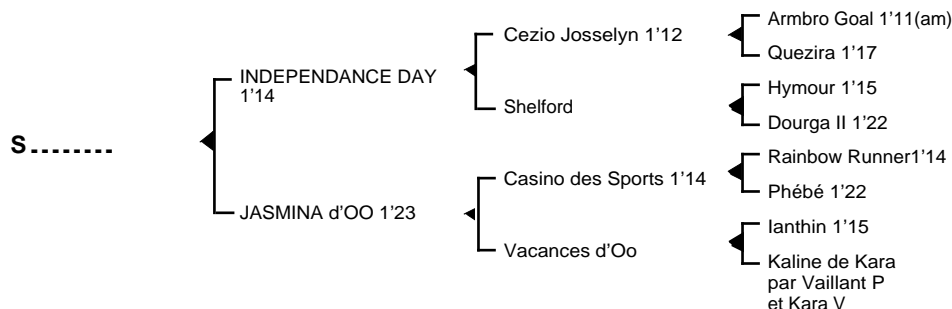 S--------
INDEPENDANCE DAY
1’14
JASMINA d’OO 1’23
Cezio Josselyn 1’12
Shelford
Casino des Sports 1’14
Vacances d’Oo
Armbro Goal 1’11(am)
Quezira 1’17
Hymour 1’15
Dourga II 1’22
Rainbow Runner1’14
Phébé 1’22
Ianthin 1’15
Kaline de Kara
par Vaillant P
et Kara V